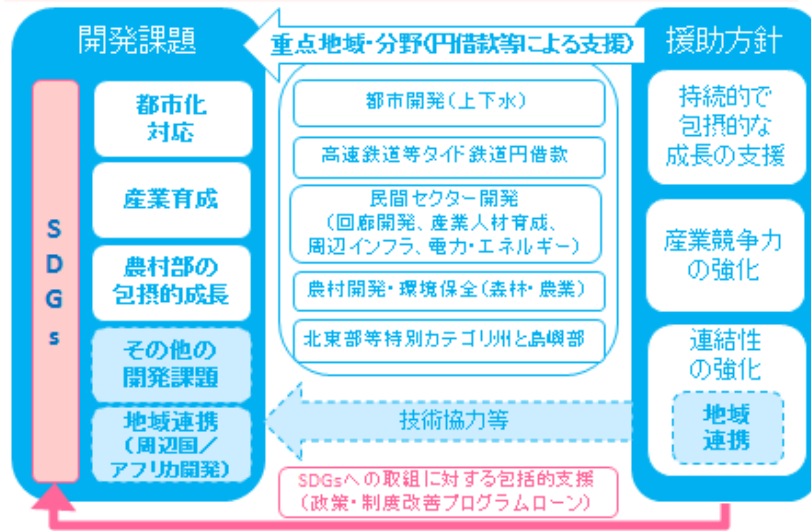 開発課題
重点地域・分野(円借款等による支援)
援助方針
SDGs
都市化
対応
産業育成
農村部の
包摂的成長
その他の
開発課題
地域連携
(周辺国/
アフリカ開発)
都市開発(上下水)
高速鉄道等タイド鉄道円借款
民間セクター開発
(回廊開発、産業人材育成、
周辺インフラ、電力・エネルギー)
農村開発・環境保全(森林・農業)
北東部等特別カテゴリ州と島嶼部
技術協力等
SDGsへの取組に対する包括的支援
(政策・制度改善プログラムローン)
持続的で
包摂的な
成長の支援
産業競争力
の強化
連結性
の強化
地域
連携